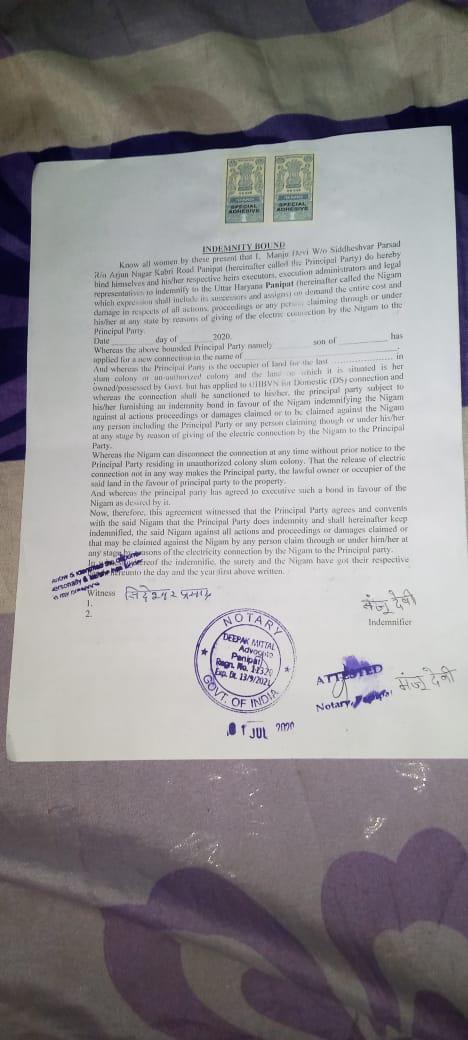 SPECIAL ADHESIVE
SPECIAL ADHESIVE
INDEMNITY BOUND
Know all women by these present that I, Manju Devi W/o Siddheshvar Parsad
R/o Arjun Nagar Kabri Road Panipat (hereinafter called the Principal Party) do hereby
bind himself and his/her respective heirs executors, execution administrators and legal
representatives to indemnify to the Uttar Haryana Panipat (hereinafter called the Nigam
which expression shall include its successors and assigns) on demand the entire cost and
damage in respects of all actions, proceedings or any person claiming through or under
his/her at any state by reasons of giving of the electric connection by the Nigam to the
Principal Party.
Date day of 2020.
Whereas the above bounded Principal Party namely son of has
applied for a new connection in the name of
And whereas the Principal Party is the occupier of land for the last in
slum colony or un-authorized colony and the land on which it is situated is her
owned/possessed by Govt. but has applied to UHBVN for Domestic (DS) connection and
whereas the connection shall be sanctioned to his/her, the principal party subject to
his/her furnishing an indemnity bond in favour of the Nigam indemnifying the Nigam
against al actions proceedings or damages claimed or to be claimed against the Nigam
any person including the Principal Party or any person claiming though or under his/her
at any stage by reason of giving of the electric connection by the Nigam to the Principal
Party.
Whereas the Nigam can disconnect the connection at any time without prior notice to the
Principal Party residing in unauthorized colony slum colony. That the release of electric
connection not in any way makes the Principal party, the lawful owner or occupier of the
said land in the favour of principal party to the property.
And whereas the principal party has agreed to executive such a bond in favour of the
Nigam as desired by it.
Now, therefore, this agreement witnessed that the Principal Party agrees and convents
with the said Nigam that the Principal Party does indemnity and shall hereinafter keep
indemnified, the said Nigam against all actions and proceedings or damages claimed or
that may be claimed against the Nigam by any person claim through or under him/her at
any stage by reasons of the electricity connection by the Nigam to the Principal party.
of the indemnifie, the surety and the Nigam have got their respective
hereunto the day and the year first above written.
Witness
1.
2.
मंजू देवी
Indemnifier
NOTARY
DEEPAK MITTAL
Advocate
Panipat
Regn. No.
Exp. Dt. 13/9/2021
GOVT. OF INDIA
ATTESTED
Notary,
मंजू देवी
01 JUL 2020